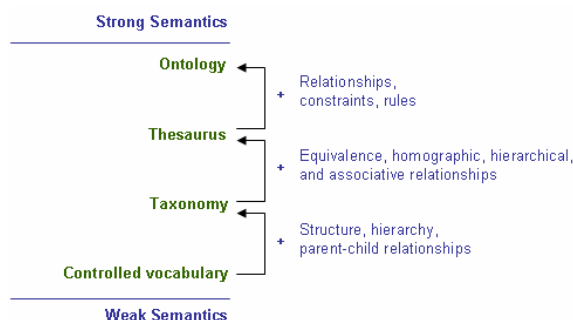 Strong Semantics
Ontology
+ Relationships,
constraints, rules
Thesaurus
+ Equivalence, homographic, hierarchical,
and associative relationships
Taxonomy
+ Structure, hierarchy,
parent-child relationships
Controlled vocabulary
Weak Semantics